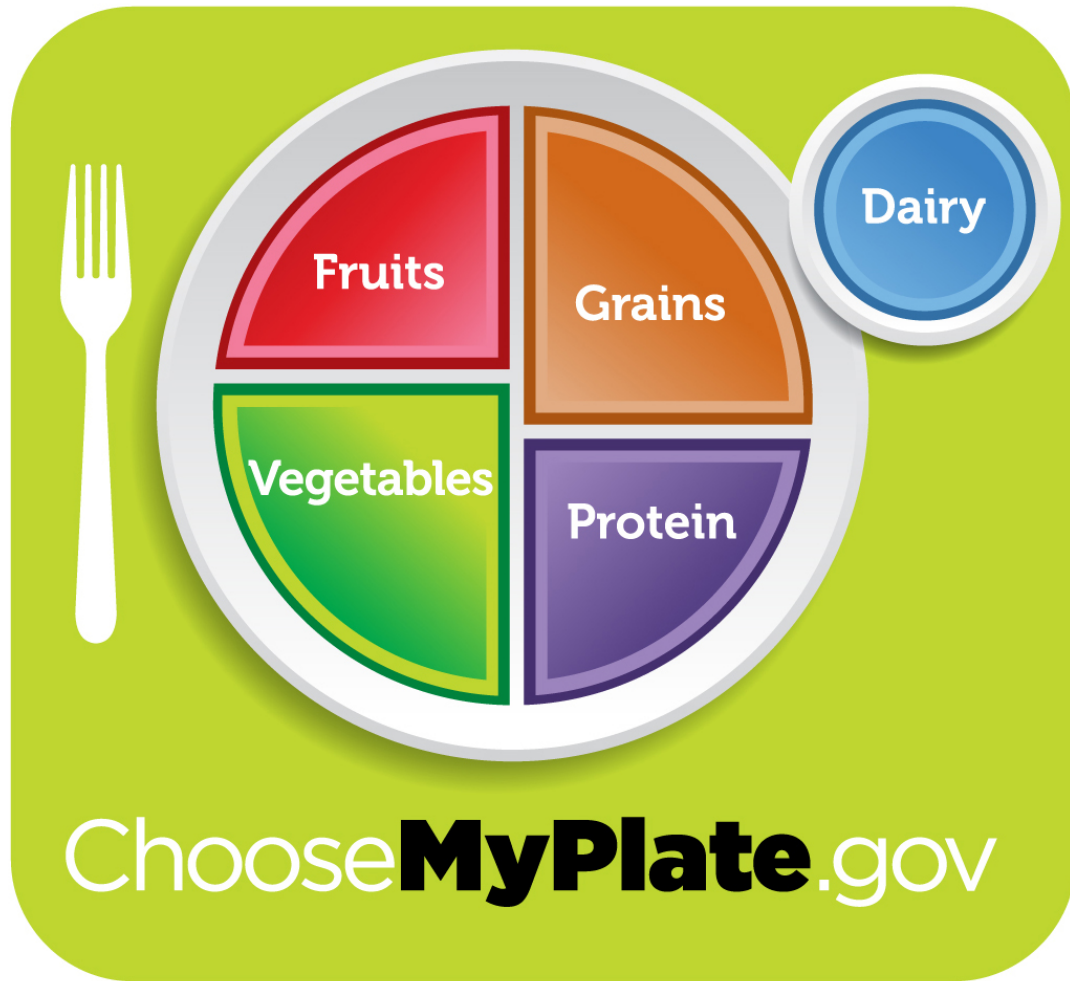 Dairy
Fruits
Grains
Vegetables
Protein
ChooseMyPlate.gov